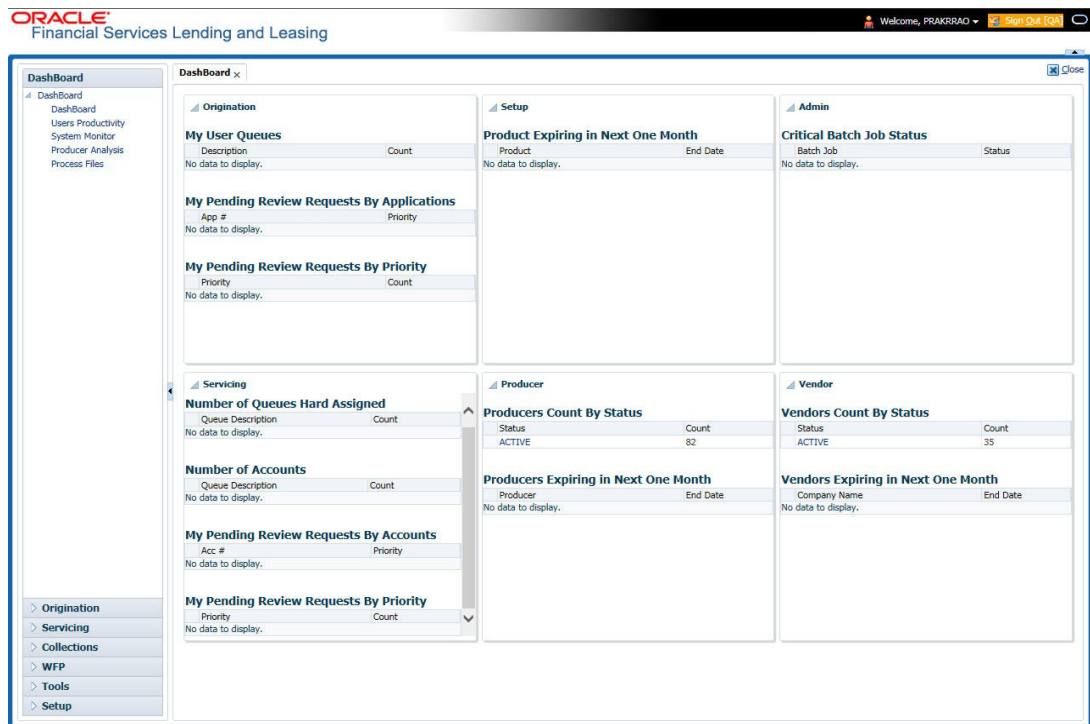 ORACLE®
Financial Services Lending and Leasing
Welcome, PRAKRRAO
Sign Out [QA]
DashBoard
DashBoard
DashBoard
Users Productivity
System Monitor
Producer Analysis
Process Files
Origination
Servicing
Collections
WFP
Tools
Setup
DashBoard
Close
Origination
My User Queues
Description Count
No data to display.
My Pending Review Requests By Applications
App # Priority
No data to display.
My Pending Review Requests By Priority
Priority Count
No data to display.
Setup
Product Expiring in Next One Month
Product End Date
No data to display.
Admin
Critical Batch Job Status
Batch Job Status
No data to display.
Servicing
Number of Queues Hard Assigned
Queue Description Count
No data to display.
Number of Accounts
Queue Description Count
No data to display.
My Pending Review Requests By Accounts
Acc # Priority
No data to display.
My Pending Review Requests By Priority
Priority Count
No data to display.
Producer
Producers Count By Status
Status Count
ACTIVE 82
Producers Expiring in Next One Month
Producer End Date
No data to display.
Vendor
Vendors Count By Status
Status Count
ACTIVE 35
Vendors Expiring in Next One Month
Company Name End Date
No data to display.